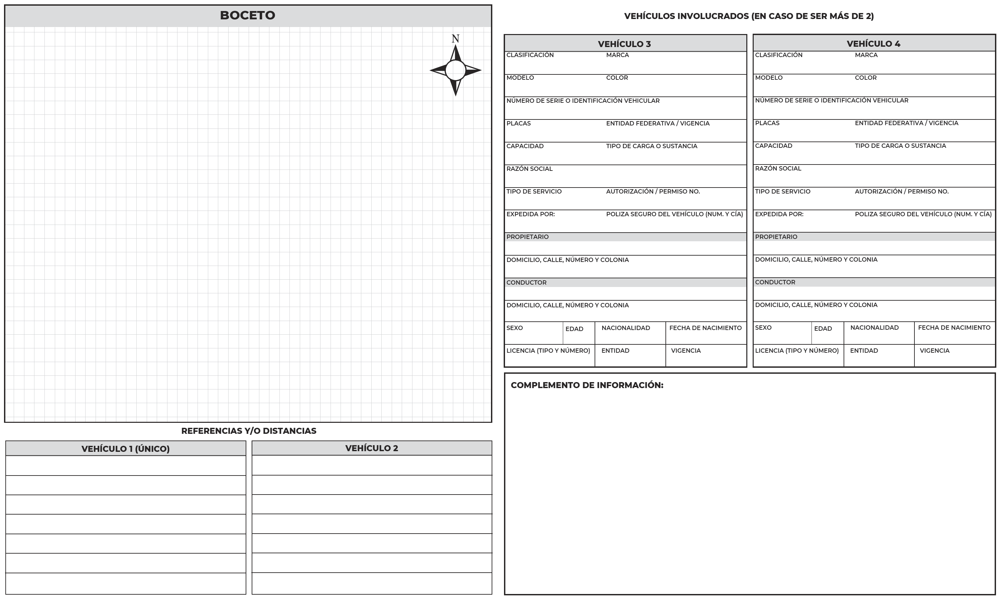 BOCETO
N
REFERENCIAS Y/O DISTANCIAS
VEHÍCULO 1 (ÚNICO)
VEHÍCULO 2
VEHÍCULOS INVOLUCRADOS (EN CASO DE SER MÁS DE 2)
VEHÍCULO 3
CLASIFICACIÓN MARCA
MODELO COLOR
NÚMERO DE SERIE O IDENTIFICACIÓN VEHICULAR
PLACAS ENTIDAD FEDERATIVA / VIGENCIA
CAPACIDAD TIPO DE CARGA O SUSTANCIA
RAZÓN SOCIAL
TIPO DE SERVICIO AUTORIZACIÓN / PERMISO NO.
EXPEDIDA POR: POLIZA SEGURO DEL VEHÍCULO (NUM. Y CÍA)
PROPIETARIO
DOMICILIO, CALLE, NÚMERO Y COLONIA
CONDUCTOR
DOMICILIO, CALLE, NÚMERO Y COLONIA
SEXO EDAD NACIONALIDAD FECHA DE NACIMIENTO
LICENCIA (TIPO Y NÚMERO) ENTIDAD VIGENCIA
VEHÍCULO 4
CLASIFICACIÓN MARCA
MODELO COLOR
NÚMERO DE SERIE O IDENTIFICACIÓN VEHICULAR
PLACAS ENTIDAD FEDERATIVA / VIGENCIA
CAPACIDAD TIPO DE CARGA O SUSTANCIA
RAZÓN SOCIAL
TIPO DE SERVICIO AUTORIZACIÓN / PERMISO NO.
EXPEDIDA POR: POLIZA SEGURO DEL VEHÍCULO (NUM. Y CÍA)
PROPIETARIO
DOMICILIO, CALLE, NÚMERO Y COLONIA
CONDUCTOR
DOMICILIO, CALLE, NÚMERO Y COLONIA
SEXO EDAD NACIONALIDAD FECHA DE NACIMIENTO
LICENCIA (TIPO Y NÚMERO) ENTIDAD VIGENCIA
COMPLEMENTO DE INFORMACIÓN: